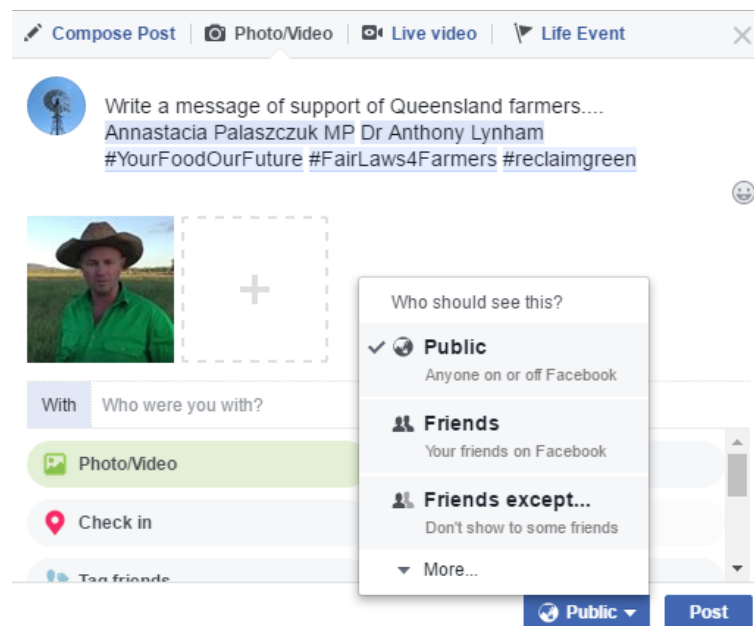 Compose Post Photo/Video Live video Life Event
Write a message of support of Queensland farmers....
Annastacia Palaszczuk MP Dr Anthony Lynham
#YourFoodOurFuture #FairLaws4Farmers #reclaimgreen
Who should see this?
Public
Anyone on or off Facebook
Friends
Your friends on Facebook
Friends except...
Don't show to some friends
More...
With Who were you with?
Photo/Video
Check in
Tag friends
Public Post